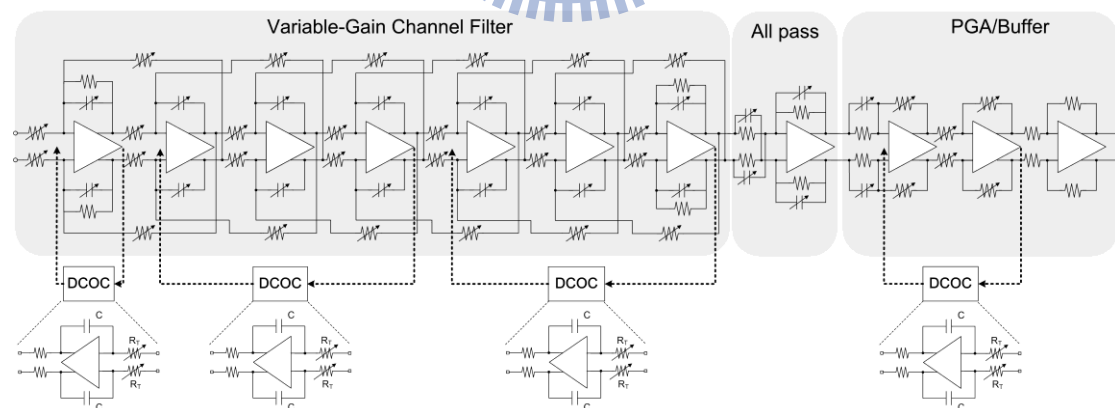 Variable-Gain Channel Filter
All pass
PGA/Buffer
DCOC
DCOC
DCOC
DCOC
C
R_T
R_T
C
C
R_T
R_T
C
C
R_T
R_T
C
C
R_T
R_T
C